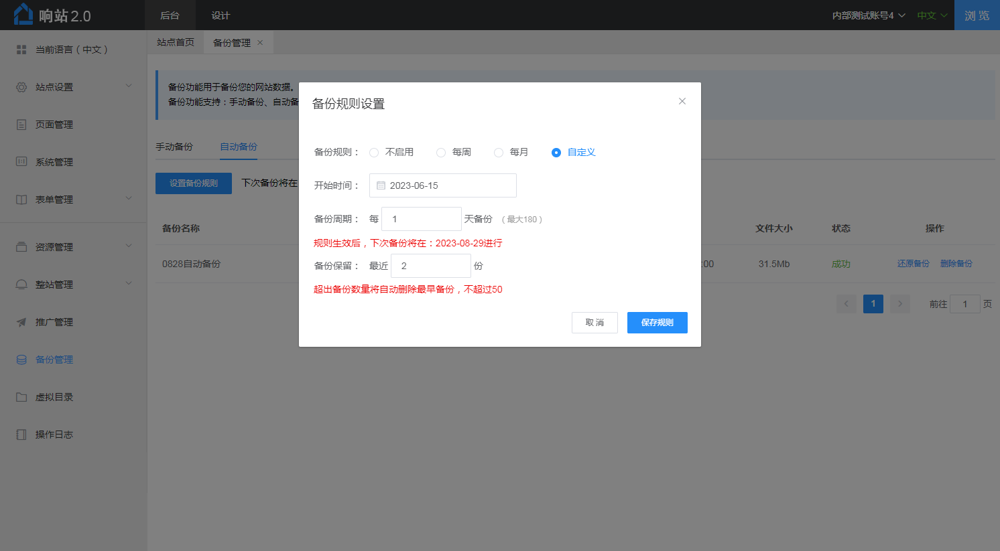 响站 2.0
后台
设计
内部测试账号4
中文
浏 览
当前语言（中文）
站点设置
页面管理
系统管理
表单管理
资源管理
整站管理
推广管理
备份管理
虚拟目录
操作日志
站点首页
备份管理
备份功能用于备份您的网站数据。
备份功能支持：手动备份、自动备
手动备份
自动备份
设置备份规则
下次备份将在
备份名称
文件大小
状态
操作
0828自动备份
:00
31.5Mb
成功
还原备份
删除备份
1
前往 1 页
备份规则设置
备份规则： 不启用 每周 每月 自定义
开始时间： 2023-06-15
备份周期： 每 1 天备份 （最大180）
规则生效后，下次备份将在：2023-08-29进行
备份保留： 最近 2 份
超出备份数量将自动删除最早备份，不超过50
取 消
保存规则